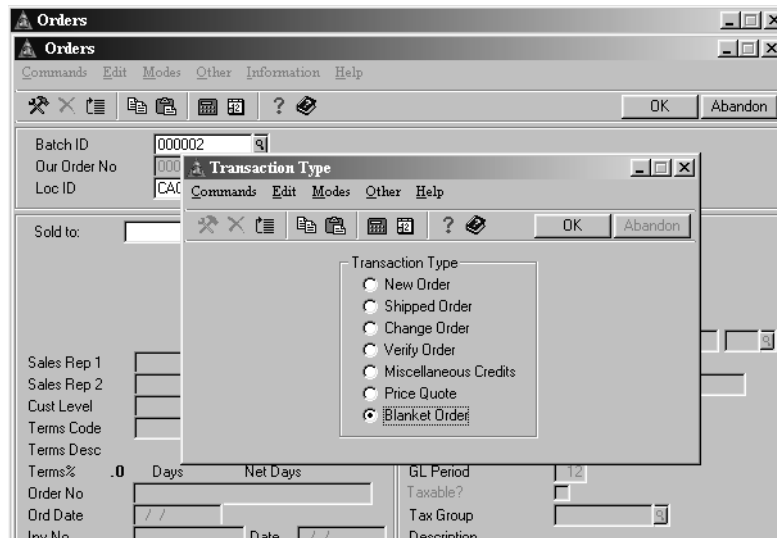 Orders
Orders
Commands Edit Modes Other Information Help
OK Abandon
Batch ID 000002
Our Order No 000
Loc ID CAC
Transaction Type
Commands Edit Modes Other Help
12
OK Abandon
Sold to:
Transaction Type
New Order
Shipped Order
Change Order
Verify Order
Miscellaneous Credits
Price Quote
Blanket Order
Sales Rep 1
Sales Rep 2
Cust Level
Terms Code
Terms Desc
Terms% .0 Days Net Days GL Period 12
Order No Taxable?
Ord Date / / Tax Group
Inv No Date / / Description